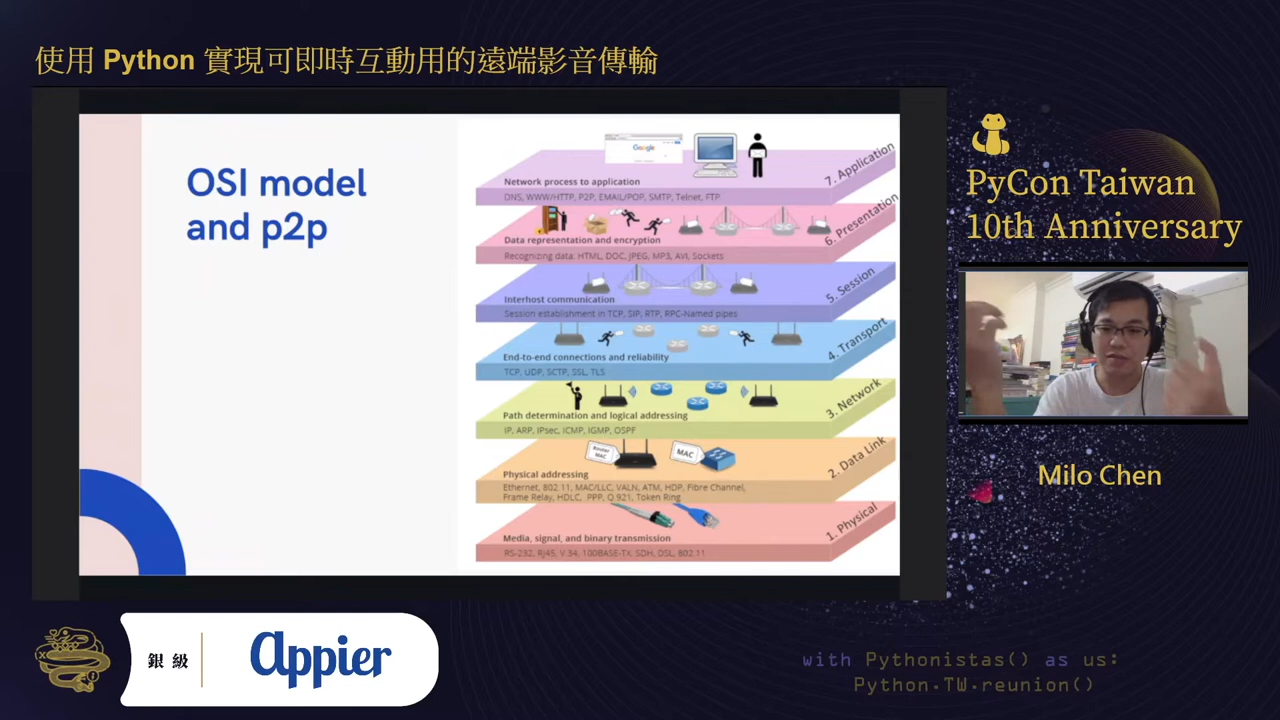 使用 Python 實現可即時互動用的遠端影音傳輸
OSI model
and p2p
Google
Network process to application
DNS, WWW/HTTP, P2P, EMAIL/POP, SMTP, Telnet, FTP
7. Application
Data representation and encryption
Recognizing data: HTML, DOC, JPEG, MP3, AVI, Sockets
6. Presentation
Interhost communication
Session establishment in TCP, SIP, RTP, RPC-Named pipes
5. Session
End-to-end connections and reliability
TCP, UDP, SCTP, SSL, TLS
4. Transport
Path determination and logical addressing
IP, ARP, IPsec, ICMP, IGMP, OSPF
3. Network
Router
MAC
MAC
Physical addressing
Ethernet, 802.11, MAC/LLC, VALN, ATM, HDP, Fibre Channel,
Frame Relay, HDLC, PPP, Q.921, Token Ring
2. Data Link
Media, signal, and binary transmission
RS-232, RJ45, V.34, 100BASE-TX, SDH, DSL, 802.11
1. Physical
PyCon Taiwan
10th Anniversary
Milo Chen
銀級
Appier
with Pythonistas() as us:
Python.TW.reunion()